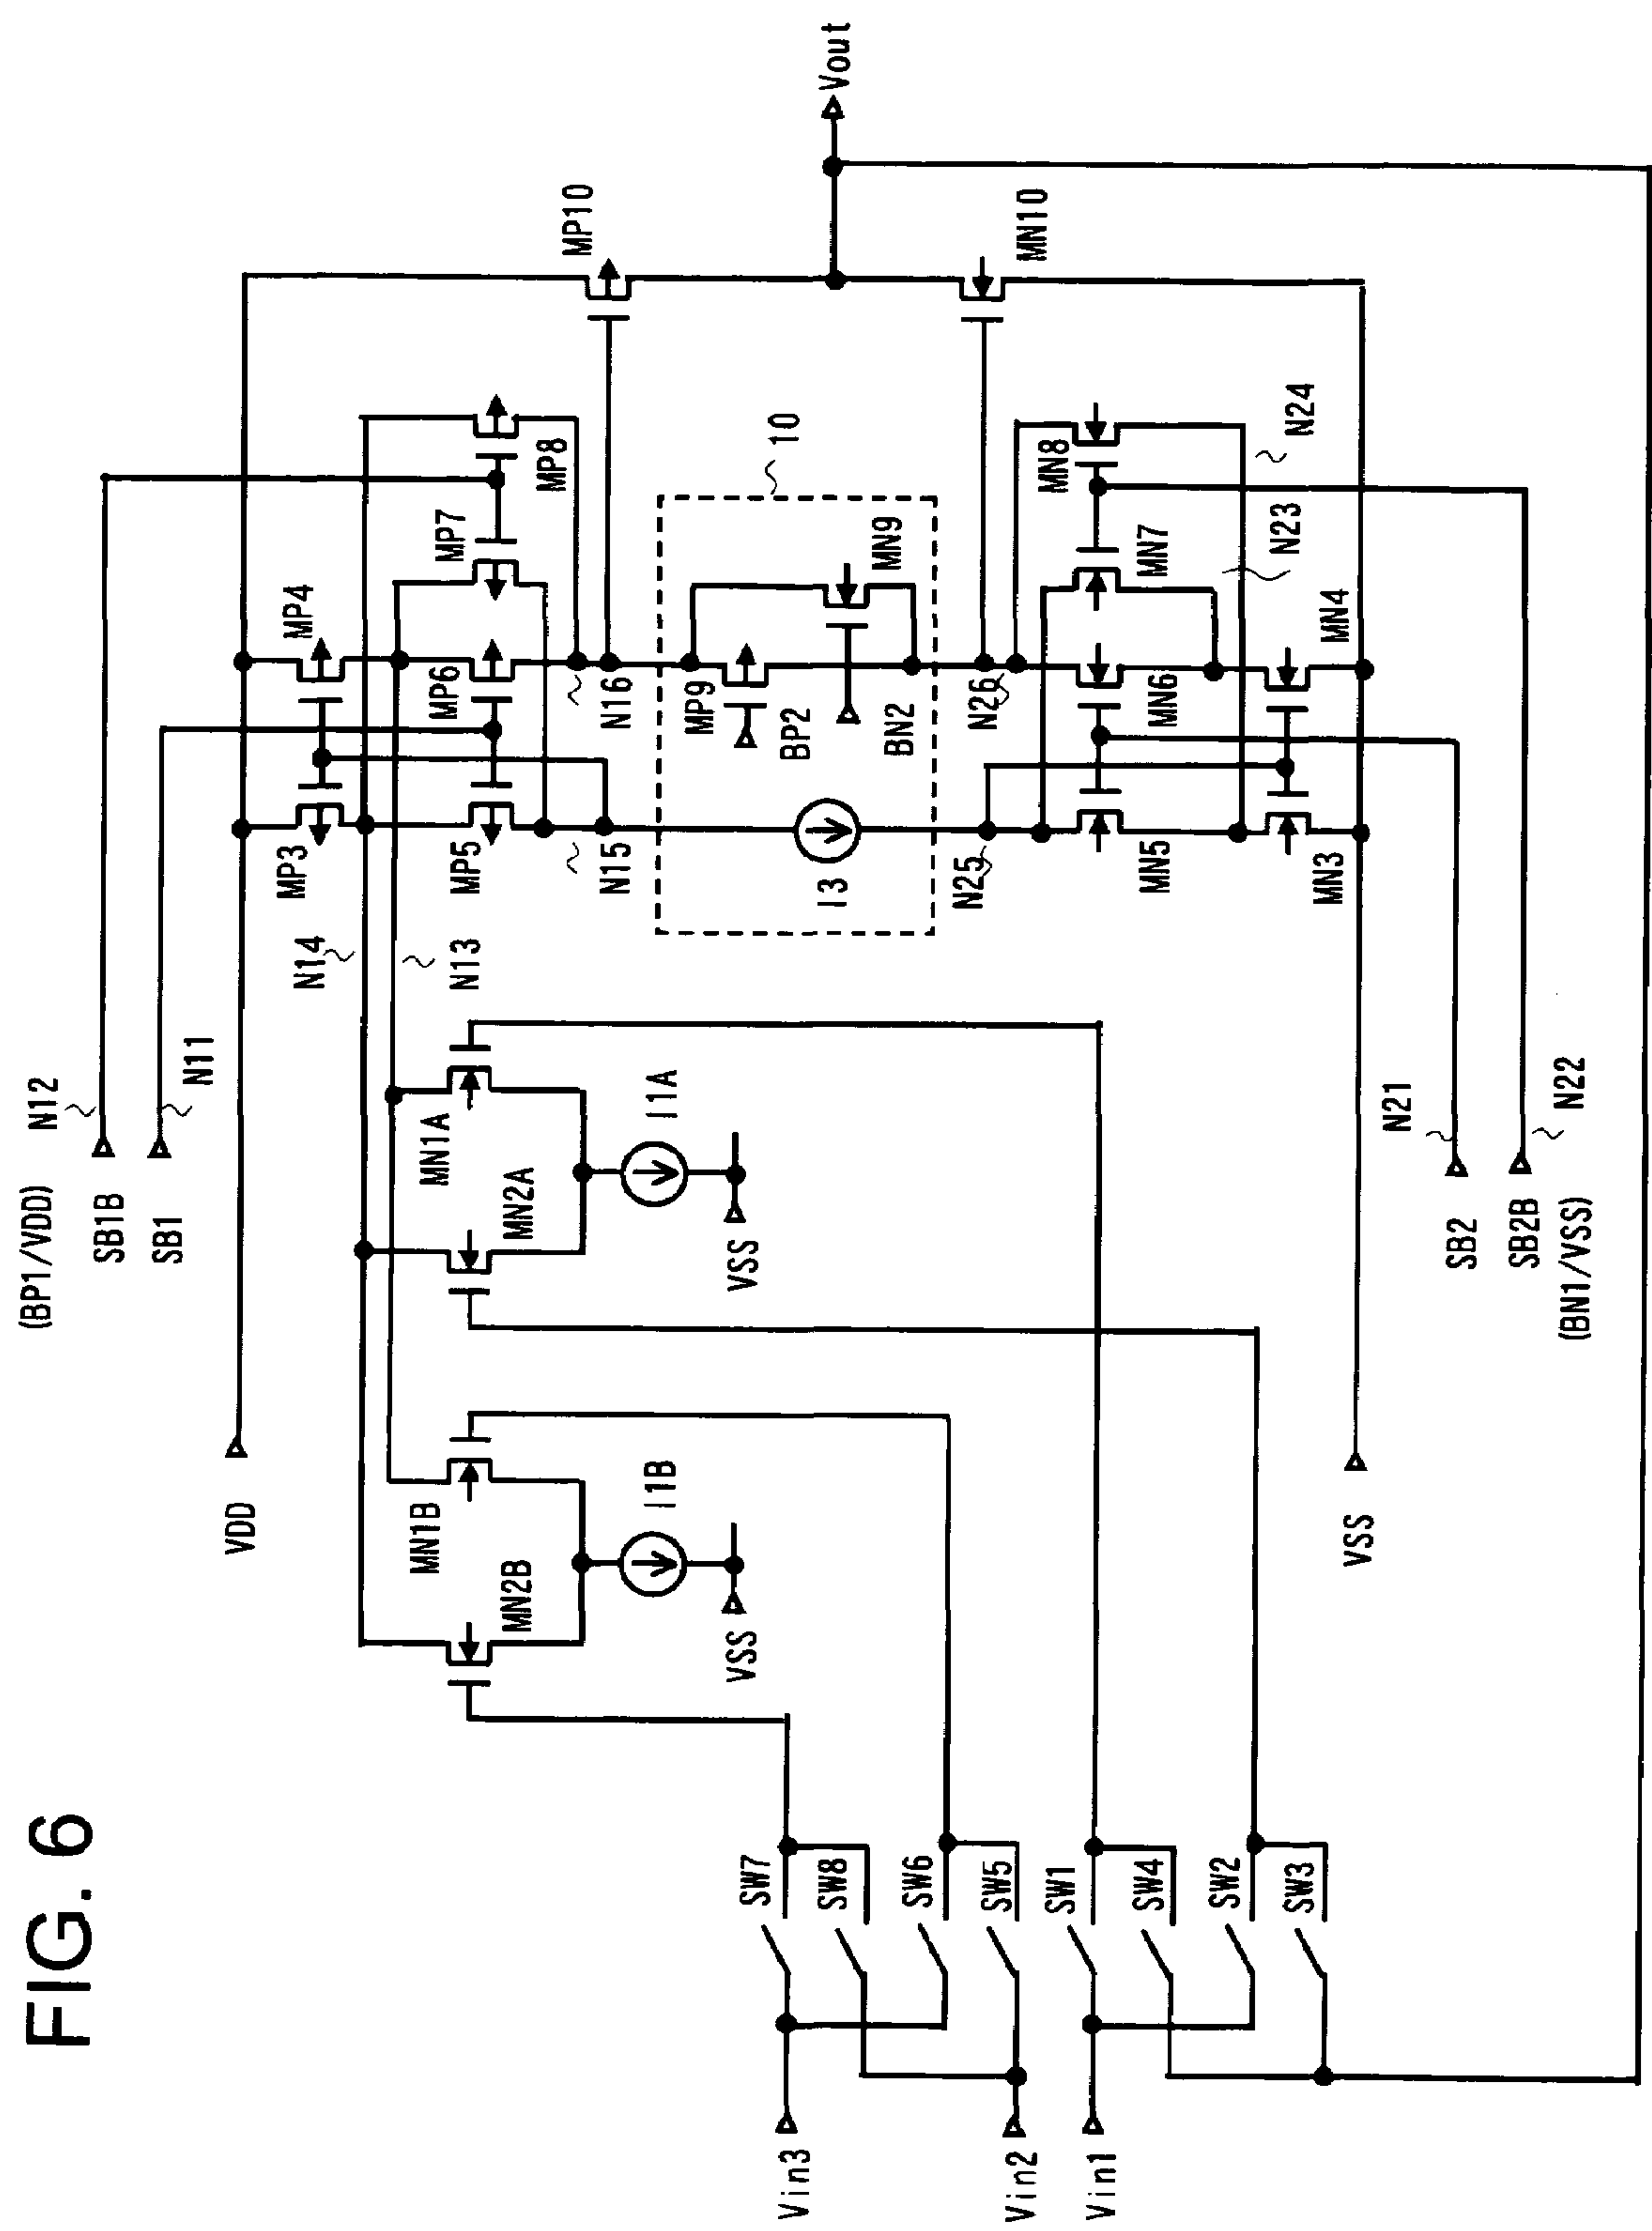 FIG. 6
(BP1/VDD)
N12
SB1B
SB1
N11
VDD
N14
N13
MP3
MP4
MP5
MP6
MP7
MP8
MP10
N15
N16
10
MP9
BP2
MN9
BN2
I3
N25
N26
MN10
Vout
MN5
MN6
MN7
MN8
MN3
MN4
N23
N24
MN1B
MN2B
I1B
VSS
MN1A
MN2A
I1A
VSS
Vin3
Vin2
Vin1
SW7
SW8
SW6
SW5
SW1
SW4
SW2
SW3
VSS
N21
SB2
SB2B
N22
(BN1/VSS)